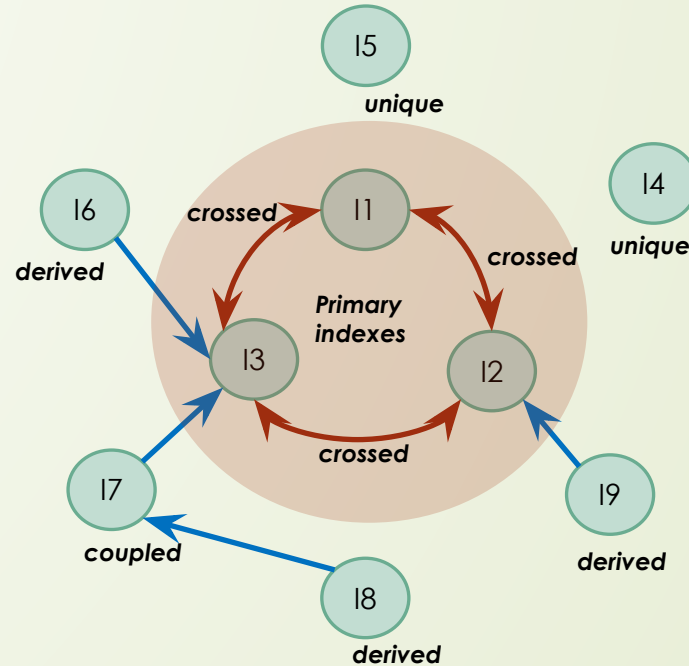 I5
unique
I4
unique
I6
derived
crossed
I1
crossed
Primary
indexes
I3
I2
crossed
I7
coupled
I9
derived
I8
derived